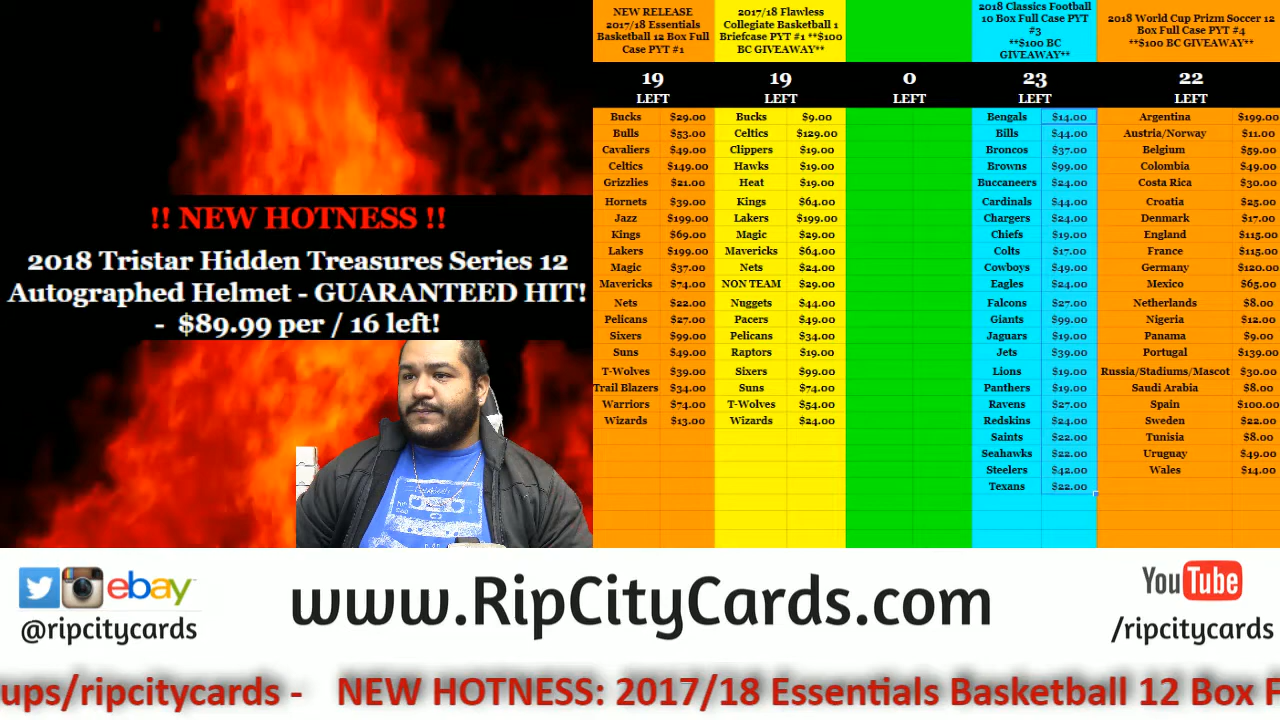 !! NEW HOTNESS !!
2018 Tristar Hidden Treasures Series 12
Autographed Helmet - GUARANTEED HIT!
- $89.99 per / 16 left!
NEW RELEASE
2017/18 Essentials
Basketball 12 Box Full
Case PYT #1
19
LEFT
Bucks $29.00
Bulls $53.00
Cavaliers $49.00
Celtics $149.00
Grizzlies $21.00
Hornets $39.00
Jazz $199.00
Kings $69.00
Lakers $199.00
Magic $37.00
Mavericks $74.00
Nets $22.00
Pelicans $27.00
Sixers $99.00
Suns $49.00
T-Wolves $39.00
Trail Blazers $34.00
Warriors $74.00
Wizards $13.00
2017/18 Flawless
Collegiate Basketball 1
Briefcase PYT #1 **$100
BC GIVEAWAY**
19
LEFT
Bucks $9.00
Celtics $129.00
Clippers $19.00
Hawks $19.00
Heat $19.00
Kings $64.00
Lakers $199.00
Magic $29.00
Mavericks $64.00
Nets $24.00
NON TEAM $29.00
Nuggets $44.00
Pacers $49.00
Pelicans $34.00
Raptors $19.00
Sixers $99.00
Suns $74.00
T-Wolves $54.00
Wizards $24.00
0
LEFT
2018 Classics Football
10 Box Full Case PYT
#3
**$100 BC
GIVEAWAY**
23
LEFT
Bengals $14.00
Bills $44.00
Broncos $37.00
Browns $99.00
Buccaneers $24.00
Cardinals $44.00
Chargers $24.00
Chiefs $19.00
Colts $17.00
Cowboys $49.00
Eagles $24.00
Falcons $27.00
Giants $99.00
Jaguars $19.00
Jets $39.00
Lions $19.00
Panthers $19.00
Ravens $27.00
Redskins $24.00
Saints $22.00
Seahawks $22.00
Steelers $42.00
Texans $22.00
2018 World Cup Prizm Soccer 12
Box Full Case PYT #4
**$100 BC GIVEAWAY**
22
LEFT
Argentina $199.00
Austria/Norway $11.00
Belgium $59.00
Colombia $49.00
Costa Rica $30.00
Croatia $25.00
Denmark $17.00
England $115.00
France $115.00
Germany $120.00
Mexico $65.00
Netherlands $8.00
Nigeria $12.00
Panama $9.00
Portugal $139.00
Russia/Stadiums/Mascot $30.00
Saudi Arabia $8.00
Spain $100.00
Sweden $22.00
Tunisia $8.00
Uruguay $49.00
Wales $14.00
ebay
@ripcitycards
www.RipCityCards.com
YouTube
/ripcitycards
ups/ripcitycards - NEW HOTNESS: 2017/18 Essentials Basketball 12 Box F